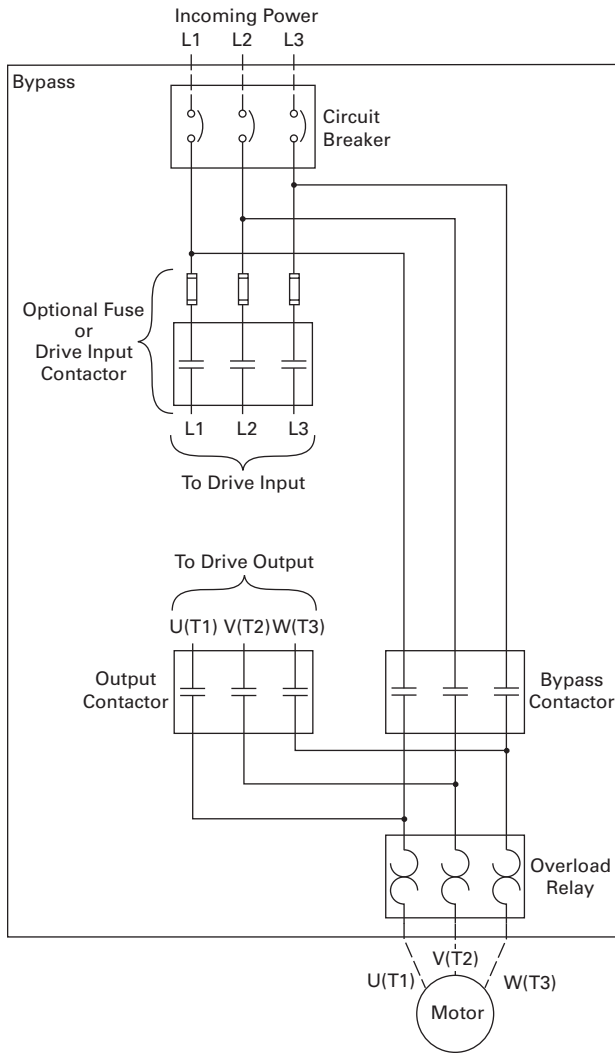 Incoming Power
L1 L2 L3
Bypass
Circuit
Breaker
Optional Fuse
or
Drive Input
Contactor
L1 L2 L3
To Drive Input
To Drive Output
U(T1) V(T2) W(T3)
Output
Contactor
Bypass
Contactor
Overload
Relay
V(T2)
U(T1) W(T3)
Motor